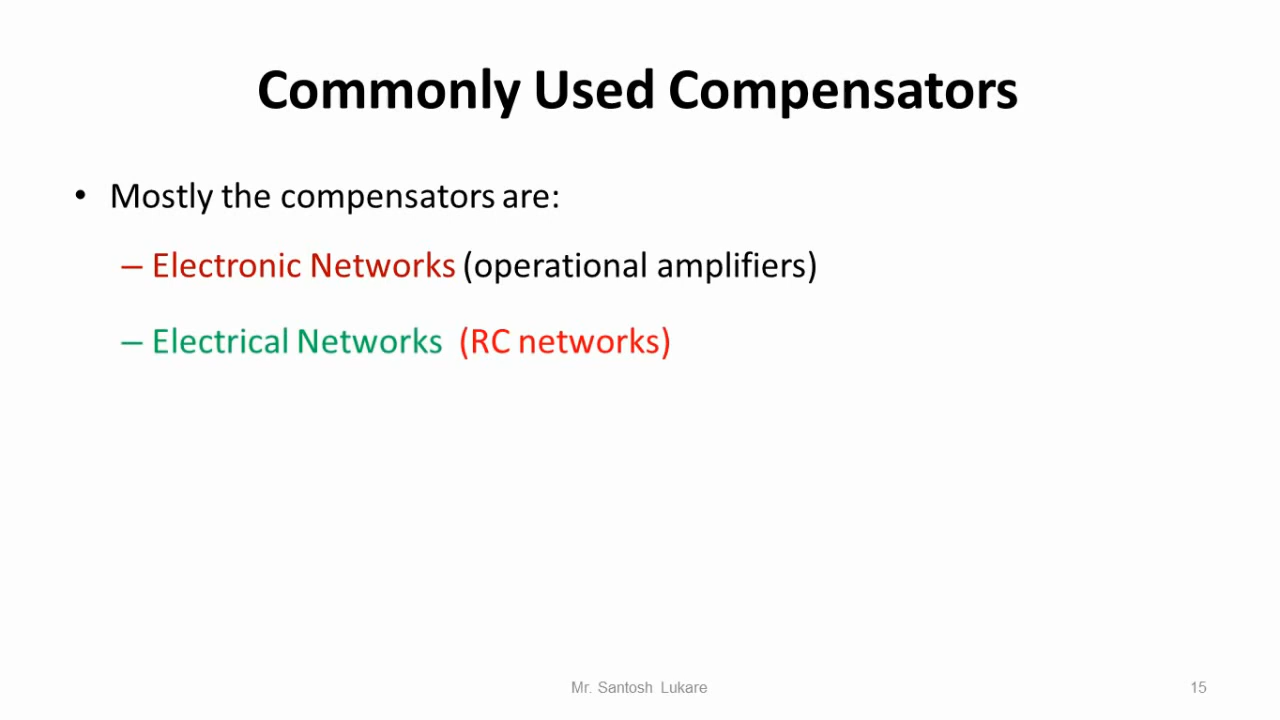 Commonly Used Compensators
• Mostly the compensators are:
– Electronic Networks (operational amplifiers)
– Electrical Networks (RC networks)
Mr. Santosh Lukare
15